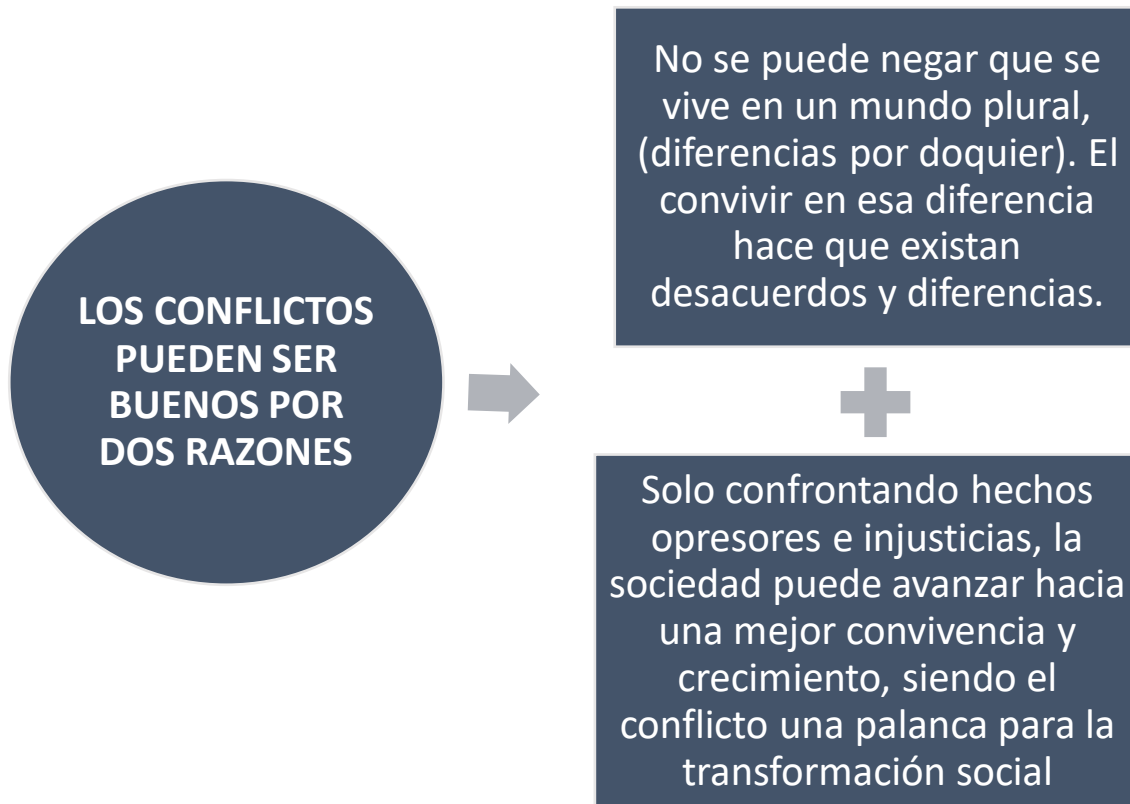 LOS CONFLICTOS
PUEDEN SER
BUENOS POR
DOS RAZONES
No se puede negar que se
vive en un mundo plural,
(diferencias por doquier). El
convivir en esa diferencia
hace que existan
desacuerdos y diferencias.
Solo confrontando hechos
opresores e injusticias, la
sociedad puede avanzar hacia
una mejor convivencia y
crecimiento, siendo el
conflicto una palanca para la
transformación social